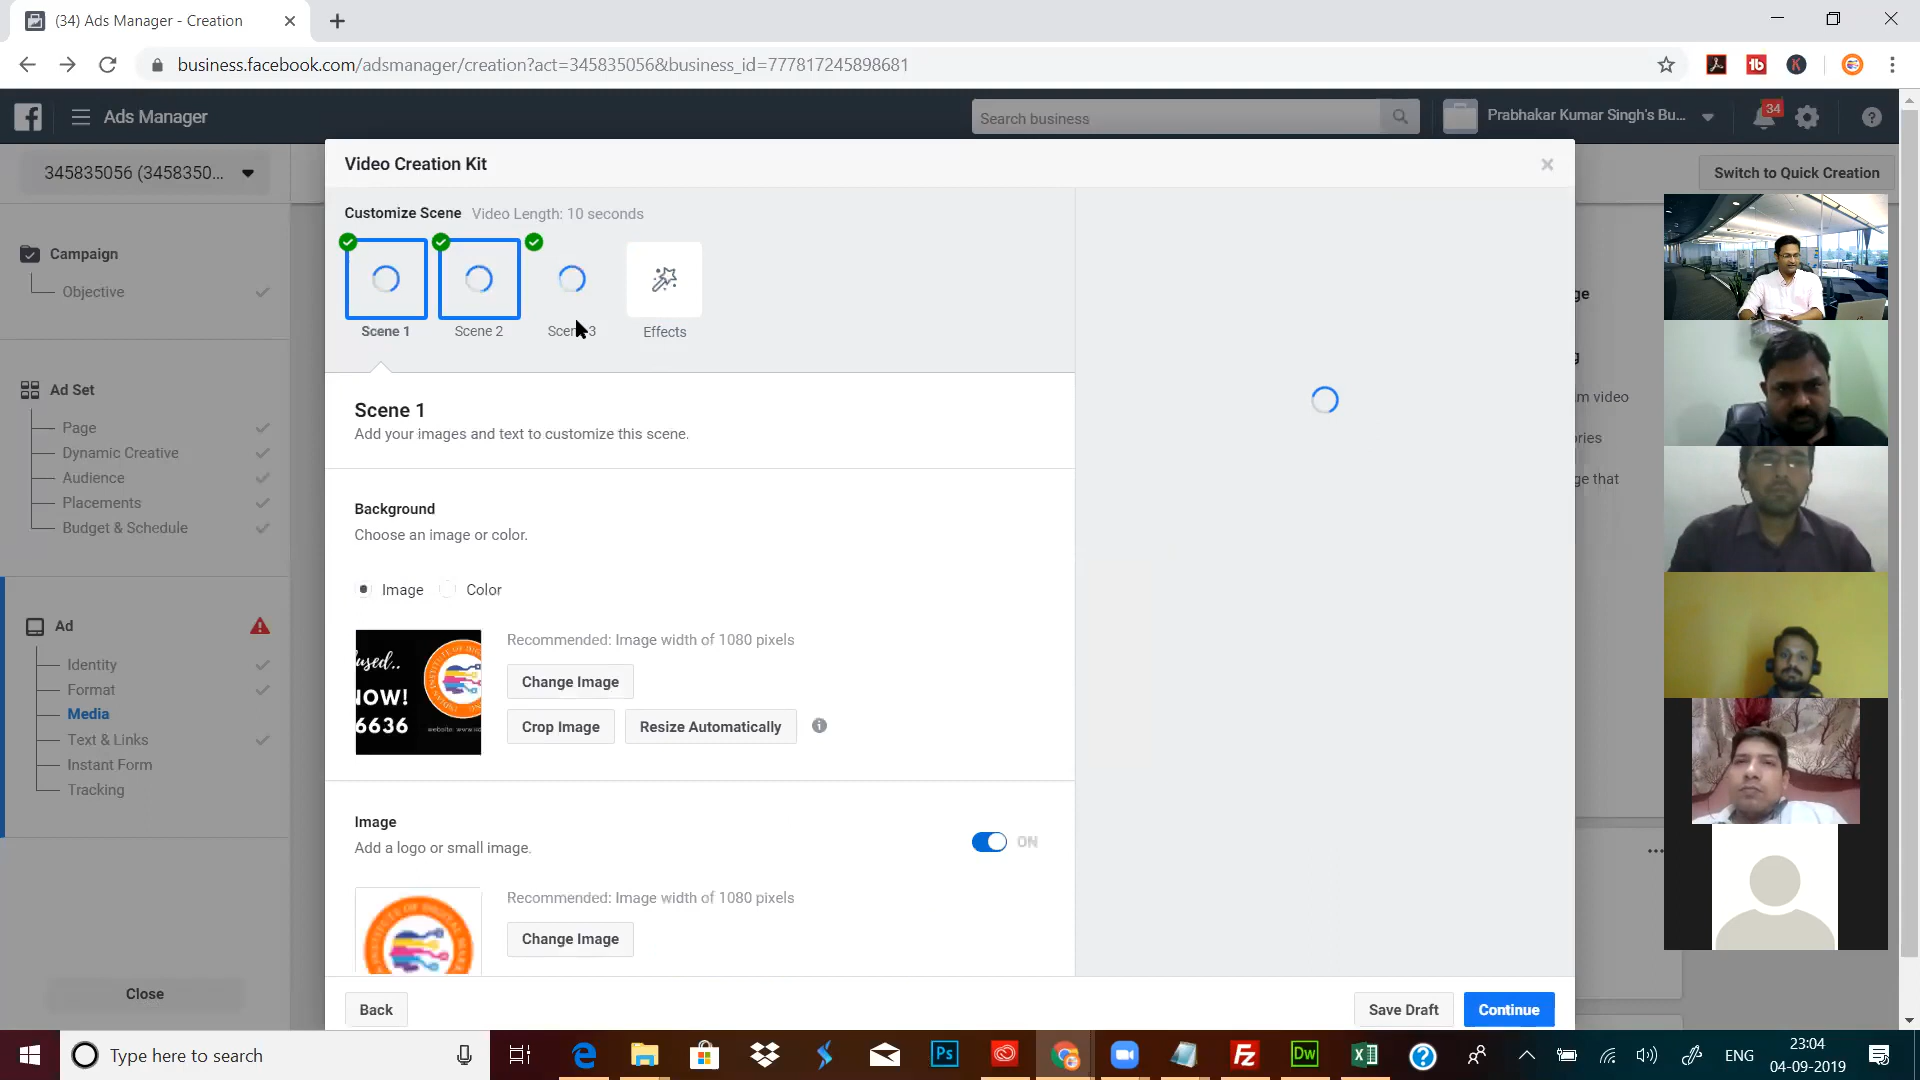 (34) Ads Manager - Creation
business.facebook.com/adsmanager/creation?act=345835056&business_id=777817245898681
Ads Manager
Search business
Prabhakar Kumar Singh's Bu...
34
345835056 (3458350...
Switch to Quick Creation
Video Creation Kit
Customize Scene Video Length: 10 seconds
Scene 1
Scene 2
Effects
Campaign
Objective
Ad Set
Page
Dynamic Creative
Audience
Placements
Budget & Schedule
Ad
Identity
Format
Media
Text & Links
Instant Form
Tracking
Close
Scene 1
Add your images and text to customize this scene.
Background
Choose an image or color.
Image Color
Recommended: Image width of 1080 pixels
Change Image
Crop Image Resize Automatically
NOW!
6636
Image
Add a logo or small image.
ON
Recommended: Image width of 1080 pixels
Change Image
Back
Save Draft
Continue
video
Type here to search
Ps
Fz
Dw
ENG
23:04
04-09-2019